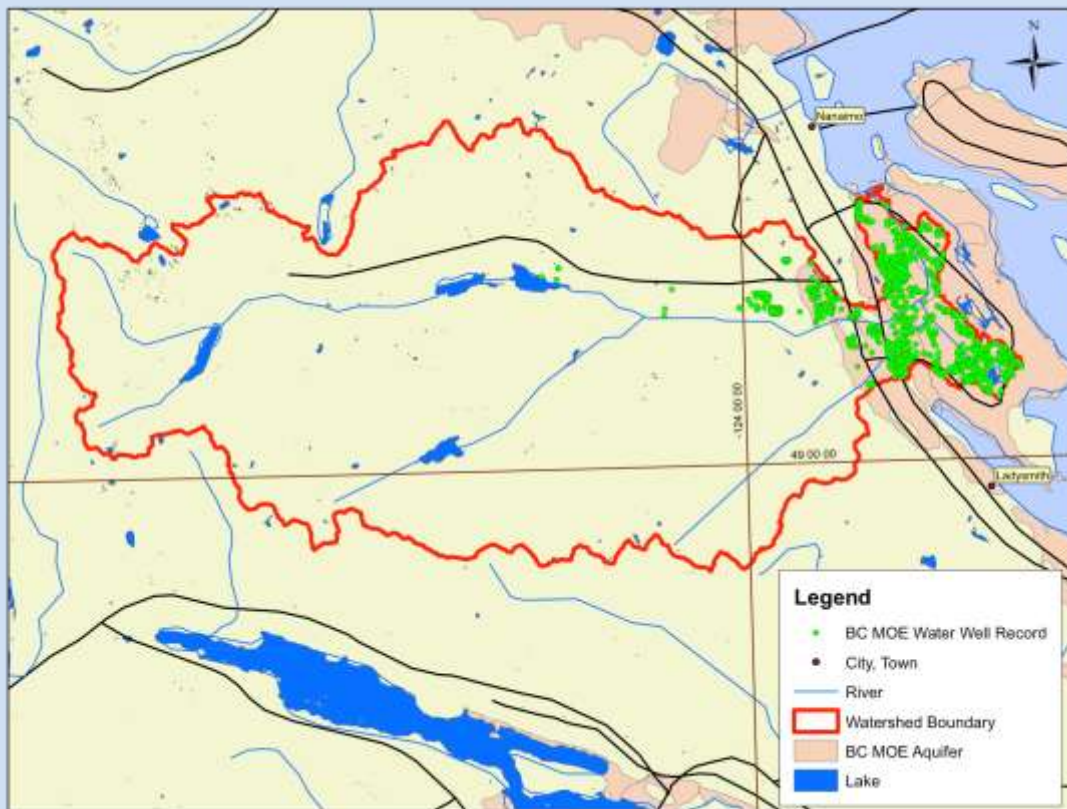 N
Nanaimo
-124 00 00
49 00 00
Ladysmith
Legend
BC MOE Water Well Record
City, Town
River
Watershed Boundary
BC MOE Aquifer
Lake